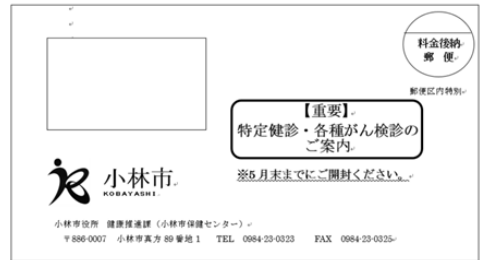 料金後納
郵　便
郵便区内特別
【重要】
特定健診・各種がん検診の
ご案内
※5月末までにご開封ください。
小林市
KOBAYASHI
小林市役所　健康推進課（小林市保健センター）
〒886-0007　小林市真方89番地1　TEL　0984-23-0323　FAX　0984-23-0325